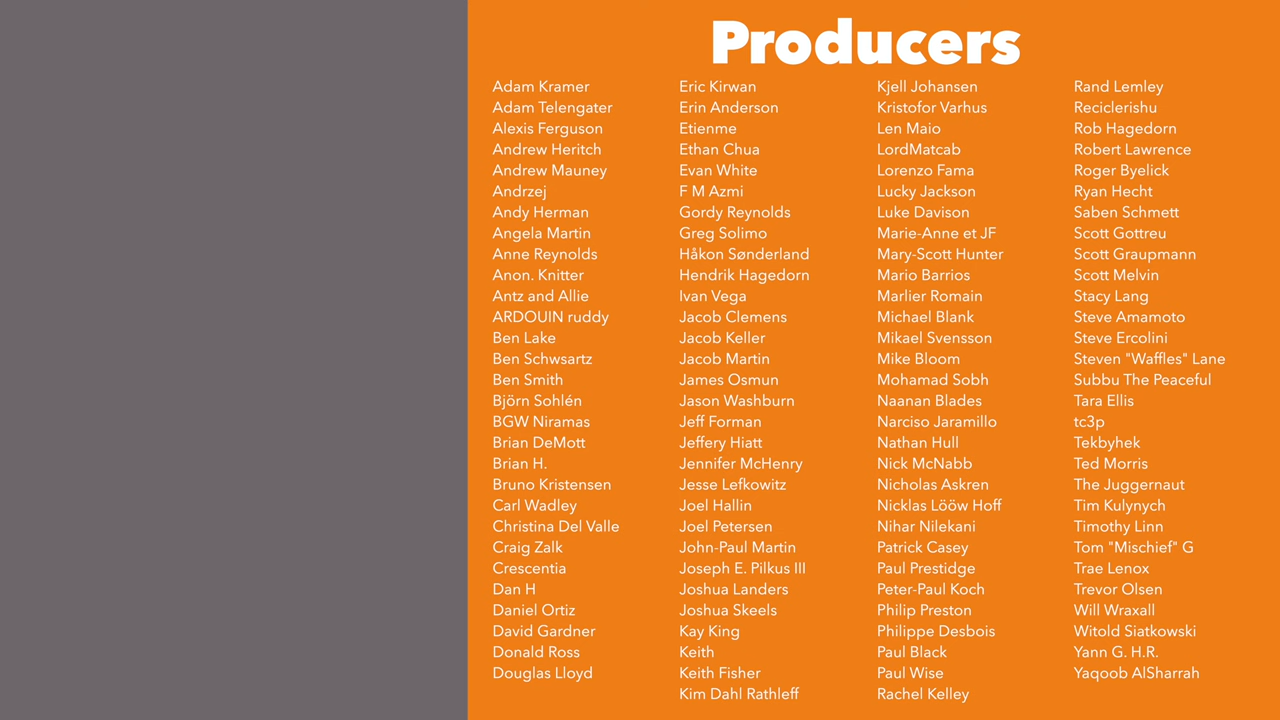 Producers
Adam Kramer
Adam Telengater
Alexis Ferguson
Andrew Heritch
Andrew Mauney
Andrzej
Andy Herman
Angela Martin
Anne Reynolds
Anon. Knitter
Antz and Allie
ARDOUIN ruddy
Ben Lake
Ben Schwsartz
Ben Smith
Björn Sohlén
BGW Niramas
Brian DeMott
Brian H.
Bruno Kristensen
Carl Wadley
Christina Del Valle
Craig Zalk
Crescentia
Dan H
Daniel Ortiz
David Gardner
Donald Ross
Douglas Lloyd
Eric Kirwan
Erin Anderson
Etienme
Ethan Chua
Evan White
F M Azmi
Gordy Reynolds
Greg Solimo
Håkon Sønderland
Hendrik Hagedorn
Ivan Vega
Jacob Clemens
Jacob Keller
Jacob Martin
James Osmun
Jason Washburn
Jeff Forman
Jeffery Hiatt
Jennifer McHenry
Jesse Lefkowitz
Joel Hallin
Joel Petersen
John-Paul Martin
Joseph E. Pilkus III
Joshua Landers
Joshua Skeels
Kay King
Keith
Keith Fisher
Kim Dahl Rathleff
Kjell Johansen
Kristofor Varhus
Len Maio
LordMatcab
Lorenzo Fama
Lucky Jackson
Luke Davison
Marie-Anne et JF
Mary-Scott Hunter
Mario Barrios
Marlier Romain
Michael Blank
Mikael Svensson
Mike Bloom
Mohamad Sobh
Naanan Blades
Narciso Jaramillo
Nathan Hull
Nick McNabb
Nicholas Askren
Nicklas Lööw Hoff
Nihar Nilekani
Patrick Casey
Paul Prestidge
Peter-Paul Koch
Philip Preston
Philippe Desbois
Paul Black
Paul Wise
Rachel Kelley
Rand Lemley
Reciclerishu
Rob Hagedorn
Robert Lawrence
Roger Byelick
Ryan Hecht
Saben Schmett
Scott Gottreu
Scott Graupmann
Scott Melvin
Stacy Lang
Steve Amamoto
Steve Ercolini
Steven "Waffles" Lane
Subbu The Peaceful
Tara Ellis
tc3p
Tekbyhek
Ted Morris
The Juggernaut
Tim Kulynych
Timothy Linn
Tom "Mischief" G
Trae Lenox
Trevor Olsen
Will Wraxall
Witold Siatkowski
Yann G. H.R.
Yaqoob AlSharrah